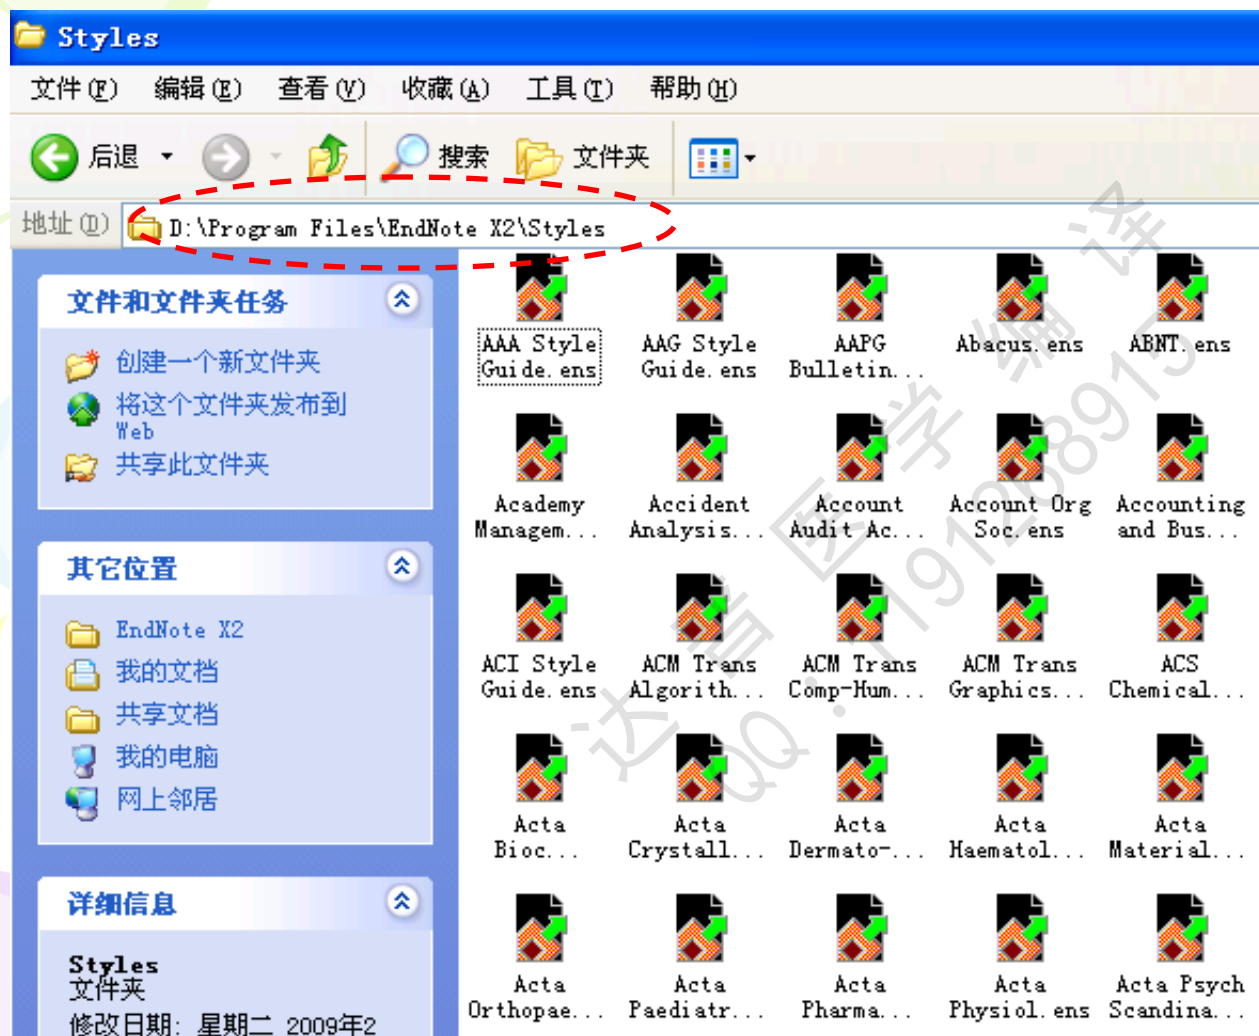 Styles
文件(F) 编辑(E) 查看(V) 收藏(A) 工具(T) 帮助(H)
后退 搜索 文件夹
地址(D) D:\Program Files\EndNote X2\Styles
文件和文件夹任务
创建一个新文件夹
将这个文件夹发布到
Web
共享此文件夹
其它位置
EndNote X2
我的文档
共享文档
我的电脑
网上邻居
详细信息
Styles
文件夹
修改日期: 星期二 2009年2
AAA Style
Guide.ens
AAG Style
Guide.ens
AAPG
Bulletin...
Abacus.ens
ABNT.ens
Academy
Managem...
Accident
Analysis...
Account
Audit Ac...
Account Org
Soc.ens
Accounting
and Bus...
ACI Style
Guide.ens
ACM Trans
Algorith...
ACM Trans
Comp-Hum...
ACM Trans
Graphics...
ACS
Chemical...
Acta
Bioc...
Acta
Crystall...
Acta
Dermato-...
Acta
Haematol...
Acta
Material...
Acta
Orthopae...
Acta
Paediatr...
Acta
Pharma...
Acta
Physiol.ens
Acta Psych
Scandina...
达晋医学编译
QQ：191268915